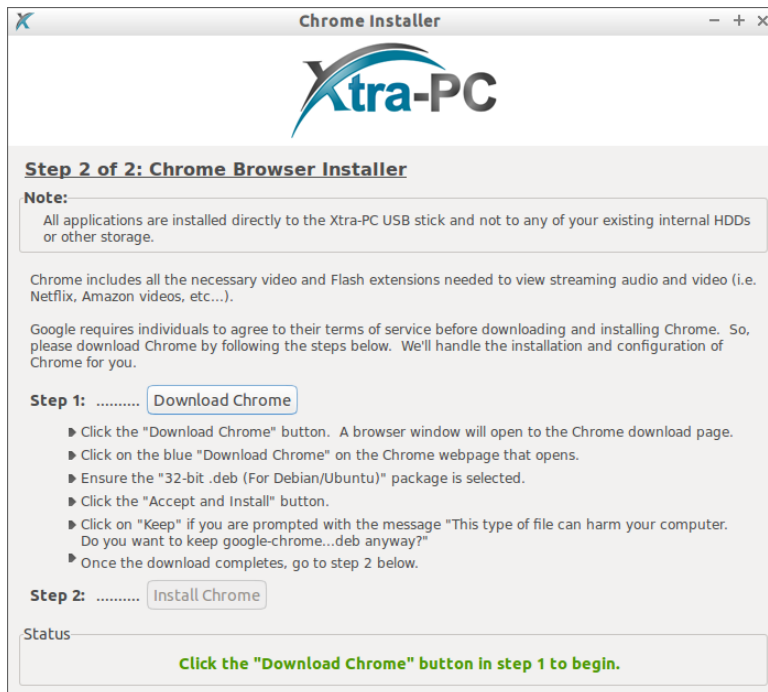 Chrome Installer
Xtra-PC
Step 2 of 2: Chrome Browser Installer
Note:
All applications are installed directly to the Xtra-PC USB stick and not to any of your existing internal HDDs
or other storage.
Chrome includes all the necessary video and Flash extensions needed to view streaming audio and video (i.e.
Netflix, Amazon videos, etc...).
Google requires individuals to agree to their terms of service before downloading and installing Chrome.  So,
please download Chrome by following the steps below.  We'll handle the installation and configuration of
Chrome for you.
Step 1: .......... Download Chrome
Click the "Download Chrome" button.  A browser window will open to the Chrome download page.
Click on the blue "Download Chrome" on the Chrome webpage that opens.
Ensure the "32-bit .deb (For Debian/Ubuntu)" package is selected.
Click the "Accept and Install" button.
Click on "Keep" if you are prompted with the message "This type of file can harm your computer.
Do you want to keep google-chrome...deb anyway?"
Once the download completes, go to step 2 below.
Step 2: .......... Install Chrome
Status
Click the "Download Chrome" button in step 1 to begin.